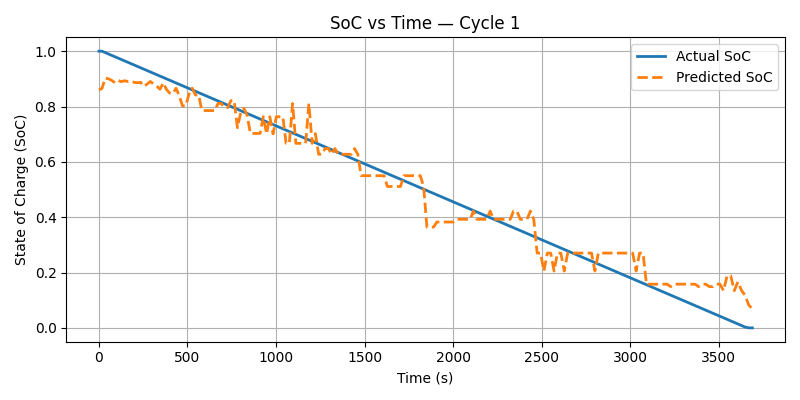 SoC vs Time — Cycle 1
Actual SoC
Predicted SoC
State of Charge (SoC)
1.0
0.8
0.6
0.4
0.2
0.0
0 500 1000 1500 2000 2500 3000 3500
Time (s)